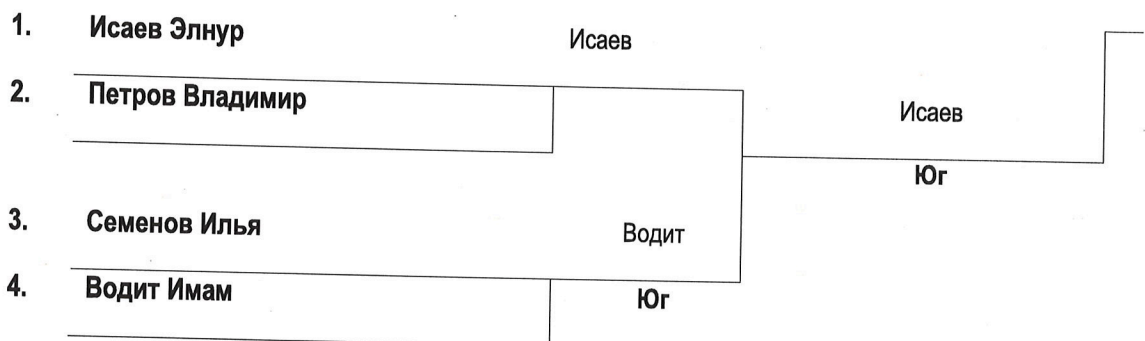 1. Исаев Элнур
Исаев
2. Петров Владимир
Исаев
Юг
3. Семенов Илья
Водит
4. Водит Имам
Юг